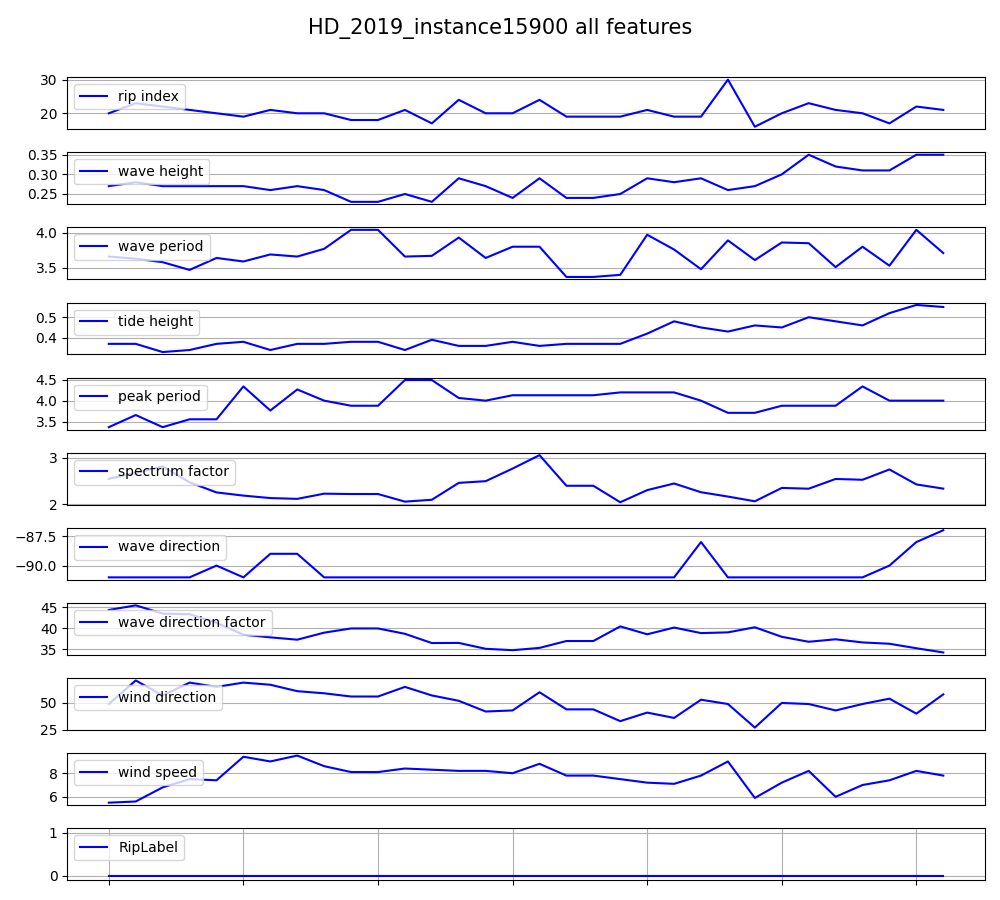 HD_2019_instance15900 all features
30
20
rip index
0.35
0.30
0.25
wave height
4.0
3.5
wave period
0.5
0.4
tide height
4.5
4.0
3.5
peak period
3
2
spectrum factor
−87.5
−90.0
wave direction
45
40
35
wave direction factor
50
25
wind direction
8
6
wind speed
1
0
RipLabel